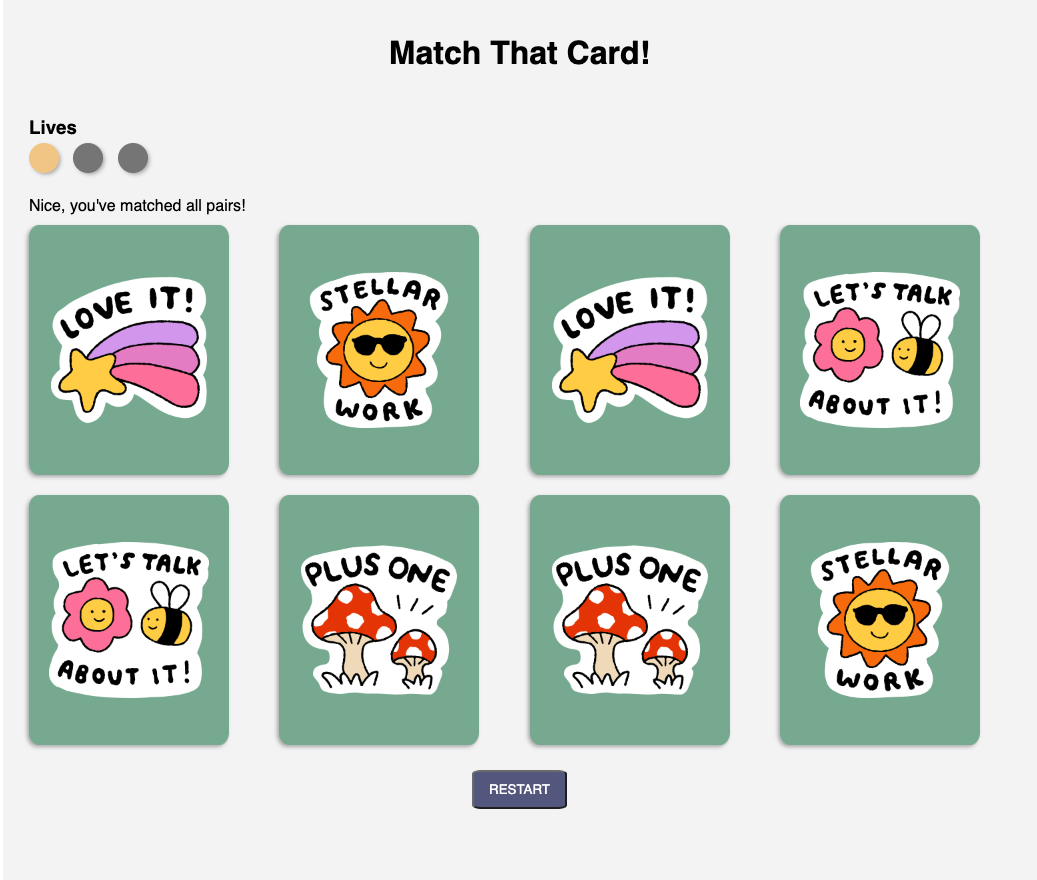 Match That Card!
Lives
Nice, you've matched all pairs!
LOVE IT!
STELLAR
WORK
LOVE IT!
LET'S TALK
ABOUT IT!
LET'S TALK
ABOUT IT!
PLUS ONE
PLUS ONE
STELLAR
WORK
RESTART